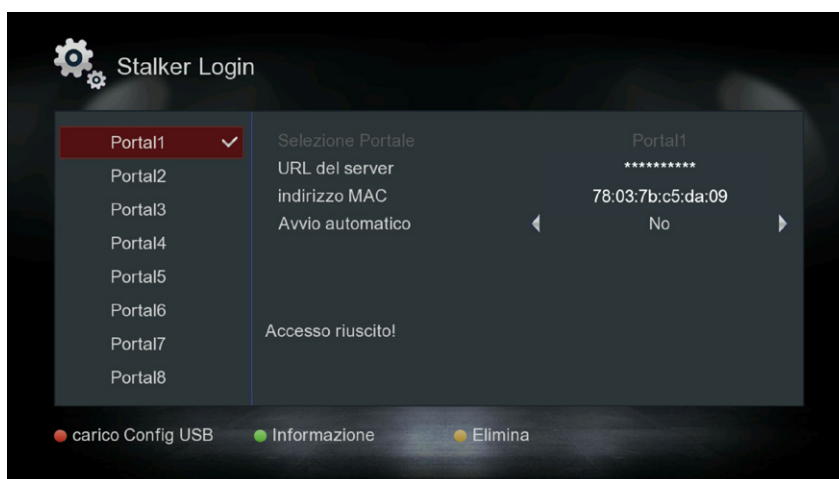 Stalker Login
Portal1
Portal2
Portal3
Portal4
Portal5
Portal6
Portal7
Portal8
Selezione Portale Portal1
URL del server **********
indirizzo MAC 78:03:7b:c5:da:09
Avvio automatico No
Accesso riuscito!
carico Config USB Informazione Elimina